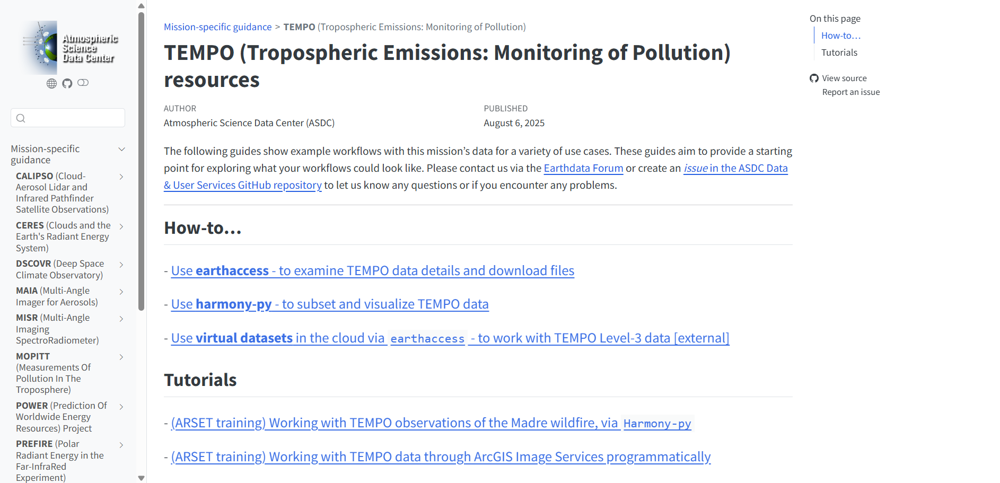 Atmospheric
Science
Data Center
Mission-specific
guidance
CALIPSO (Cloud-
Aerosol Lidar and
Infrared Pathfinder
Satellite Observations)
CERES (Clouds and the
Earth's Radiant Energy
System)
DSCOVR (Deep Space
Climate Observatory)
MAIA (Multi-Angle
Imager for Aerosols)
MISR (Multi-Angle
Imaging
SpectroRadiometer)
MOPITT
(Measurements Of
Pollution In The
Troposphere)
POWER (Prediction Of
Worldwide Energy
Resources) Project
PREFIRE (Polar
Radiant Energy in the
Far-InfraRed
Experiment)
Mission-specific guidance > TEMPO (Tropospheric Emissions: Monitoring of Pollution)
TEMPO (Tropospheric Emissions: Monitoring of Pollution)
resources
AUTHOR
Atmospheric Science Data Center (ASDC)
PUBLISHED
August 6, 2025
The following guides show example workflows with this mission’s data for a variety of use cases. These guides aim to provide a starting
point for exploring what your workflows could look like. Please contact us via the Earthdata Forum or create an issue in the ASDC Data
& User Services GitHub repository to let us know any questions or if you encounter any problems.
How-to…
- Use earthaccess - to examine TEMPO data details and download files
- Use harmony-py - to subset and visualize TEMPO data
- Use virtual datasets in the cloud via earthaccess - to work with TEMPO Level-3 data [external]
Tutorials
- (ARSET training) Working with TEMPO observations of the Madre wildfire, via Harmony-py
- (ARSET training) Working with TEMPO data through ArcGIS Image Services programmatically
On this page
How-to…
Tutorials
View source
Report an issue